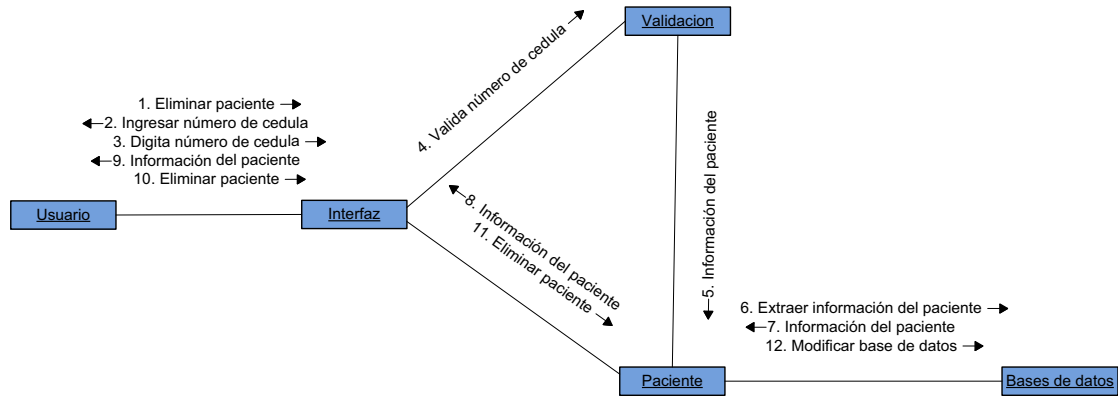 Validacion
4. Valida número de cedula
1. Eliminar paciente
2. Ingresar número de cedula
3. Digita número de cedula
9. Información del paciente
10. Eliminar paciente
Usuario
Interfaz
8. Información del paciente
11. Eliminar paciente
5. Información del paciente
6. Extraer información del paciente
7. Información del paciente
12. Modificar base de datos
Paciente
Bases de datos